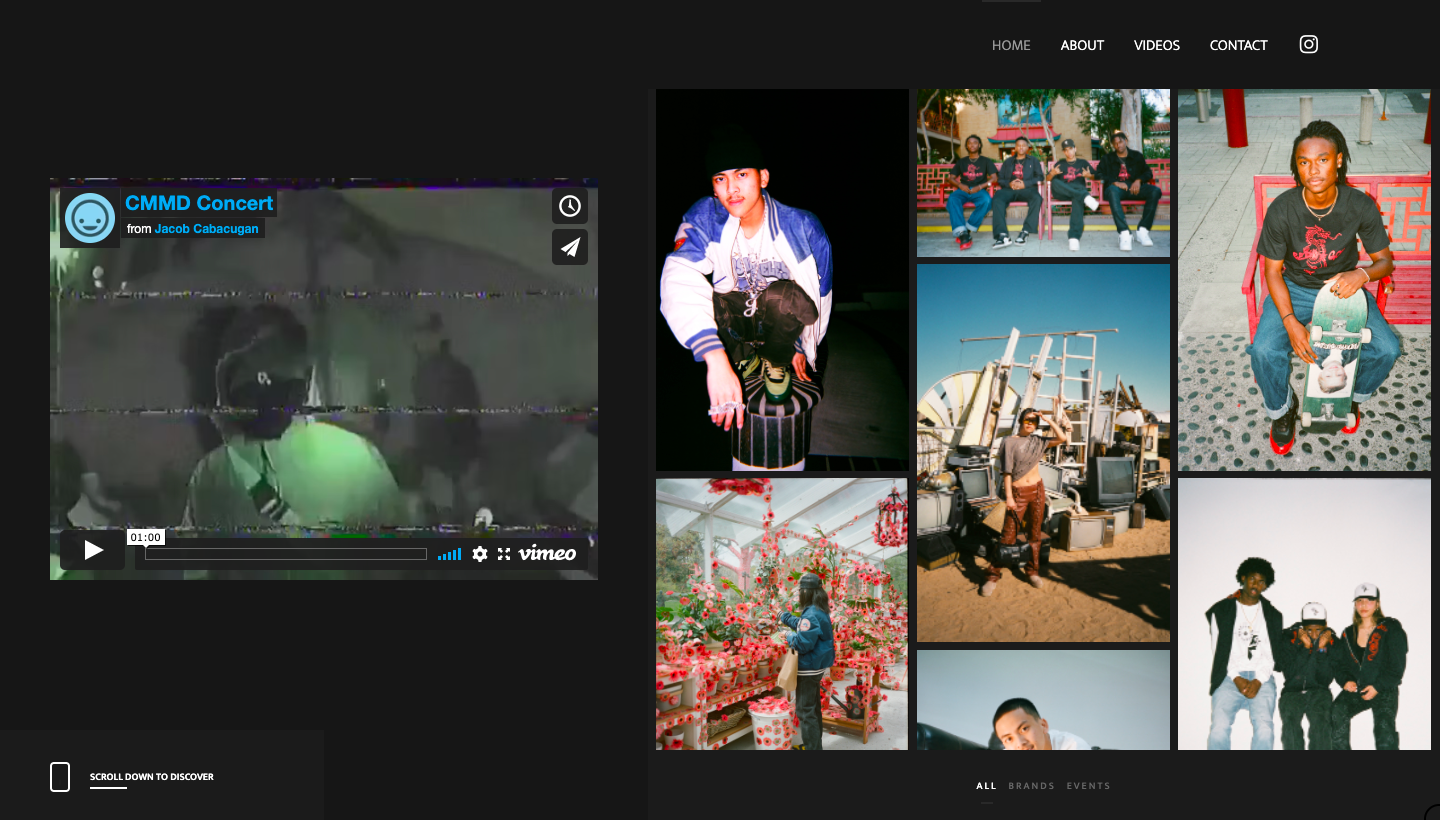 HOME ABOUT VIDEOS CONTACT
CMMD Concert
from Jacob Cabacugan
01:00
vimeo
SCROLL DOWN TO DISCOVER
ALL BRANDS EVENTS